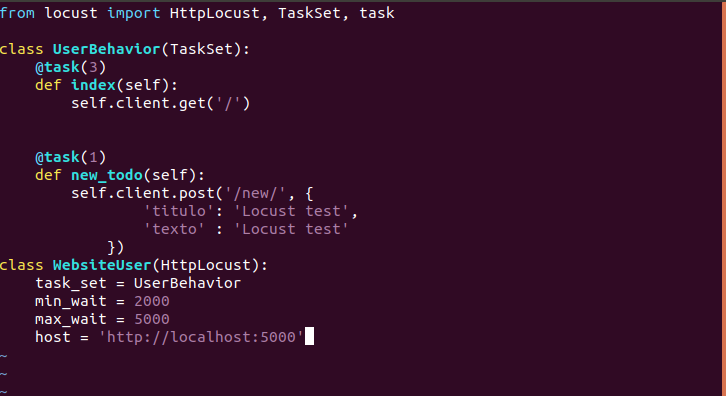 from locust import HttpLocust, TaskSet, task
class UserBehavior(TaskSet):
    @task(3)
    def index(self):
        self.client.get('/')
    @task(1)
    def new_todo(self):
        self.client.post('/new/', {
                'titulo': 'Locust test',
                'texto' : 'Locust test'
            })
class WebsiteUser(HttpLocust):
    task_set = UserBehavior
    min_wait = 2000
    max_wait = 5000
    host = 'http://localhost:5000'
~
~
~